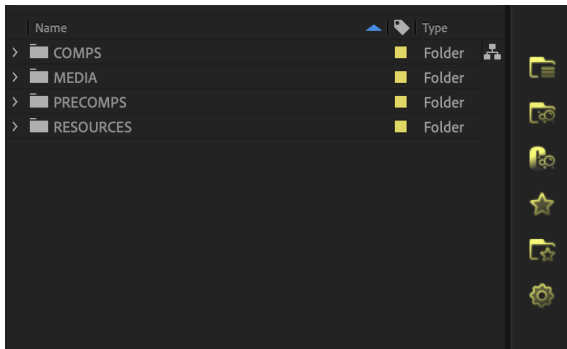 Name Type
COMPS Folder
MEDIA Folder
PRECOMPS Folder
RESOURCES Folder